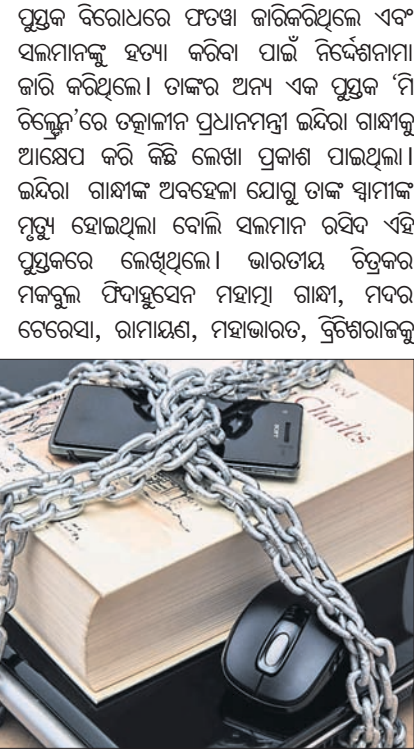 ପୁସ୍ତକ ବିରୋଧରେ ଫତୱା ଜାରିକରିଥିଲେ ଏବଂ
ସଲମାନଙ୍କୁ ହତ୍ୟା କରିବା ପାଇଁ ନିର୍ଦ୍ଦେଶନାମା
ଜାରି କରିଥିଲେ। ତାଙ୍କର ଅନ୍ୟ ଏକ ପୁସ୍ତକ ‘ମି
ଚିଲ୍ଡ୍ରେନ’ରେ ତତ୍କାଳୀନ ପ୍ରଧାନମନ୍ତ୍ରୀ ଇନ୍ଦିରା ଗାନ୍ଧୀଙ୍କୁ
ଆକ୍ଷେପ କରି କିଛି ଲେଖା ପ୍ରକାଶ ପାଇଥିଲା।
ଇନ୍ଦିରା ଗାନ୍ଧୀଙ୍କ ଅବହେଳା ଯୋଗୁ ତାଙ୍କ ସ୍ୱାମୀଙ୍କ
ମୃତ୍ୟୁ ହୋଇଥିଲା ବୋଲି ସଲମାନ ରସିଦ ଏହି
ପୁସ୍ତକରେ ଲେଖିଥିଲେ। ଭାରତୀୟ ଚିତ୍ରକର
ମକବୁଲ ଫିଦାହୁସେନ ମହାତ୍ମା ଗାନ୍ଧୀ, ମଦର
ଟେରେସା, ରାମାୟଣ, ମହାଭାରତ, ବ୍ରିଟିଶରାଜକୁ
Charles
SONY